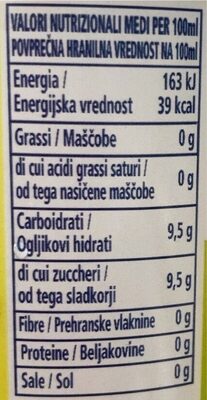 VALORI NUTRIZIONALI MEDI PER 100ml
POVPREČNA HRANILNA VREDNOST NA 100ml
Energia / 163 kJ
Energijska vrednost 39 kcal
Grassi / Maščobe 0 g
di cui acidi grassi saturi /
od tega nasičene maščobe 0 g
Carboidrati /
Ogljikovi hidrati 9,5 g
di cui zuccheri /
od tega sladkorji 9,5 g
Fibre / Prehranske vlaknine 0 g
Proteine / Beljakovine 0 g
Sale / Sol 0 g